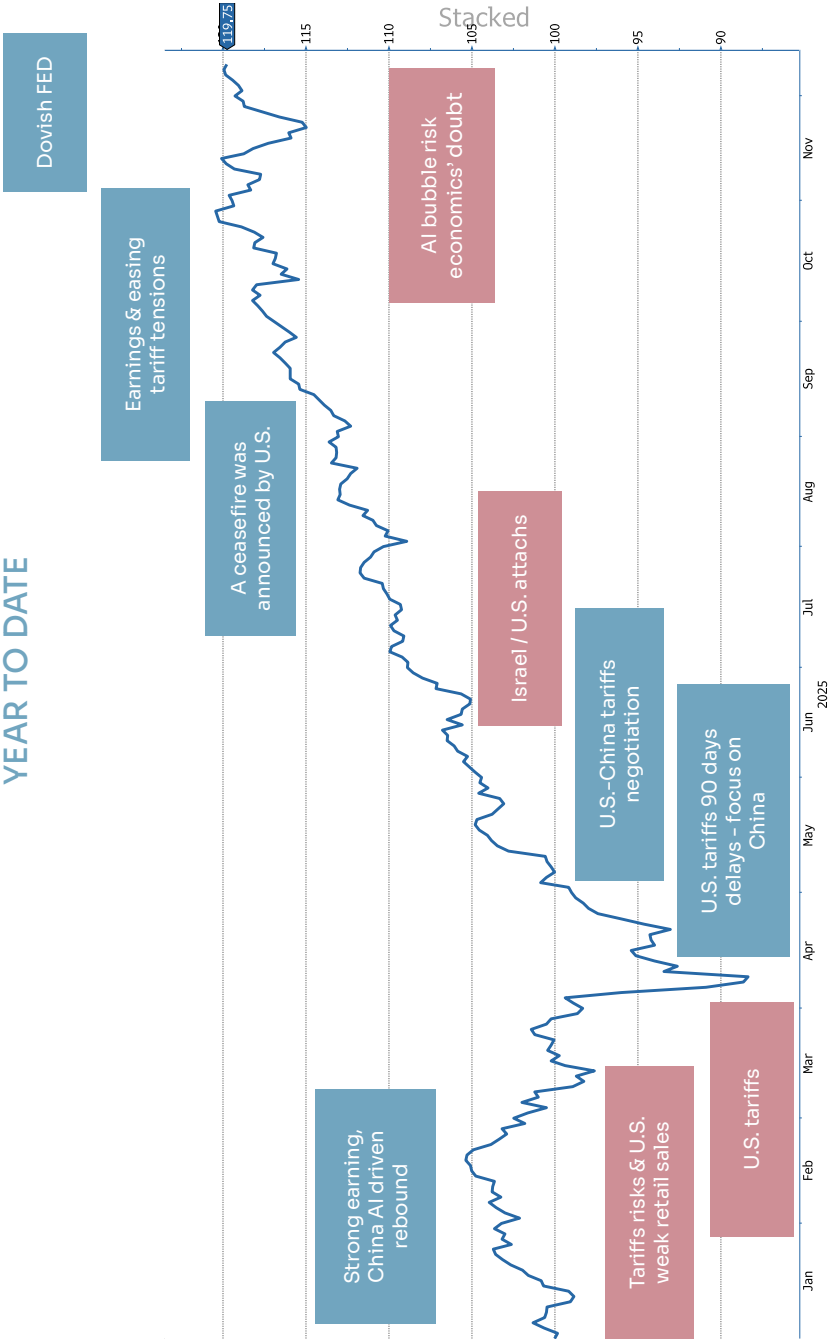 YEAR TO DATE
Stacked
119.75
115
110
105
100
95
90
Dovish FED
Earnings & easing
tariff tensions
A ceasefire was
announced by U.S.
AI bubble risk
economics' doubt
Israel / U.S. attachs
U.S.-China tariffs
negotiation
U.S. tariffs 90 days
delays – focus on
China
Strong earning,
China AI driven
rebound
Tariffs risks & U.S.
weak retail sales
U.S. tariffs
Jan
Feb
Mar
Apr
May
Jun
Jul
Aug
Sep
Oct
Nov
2025